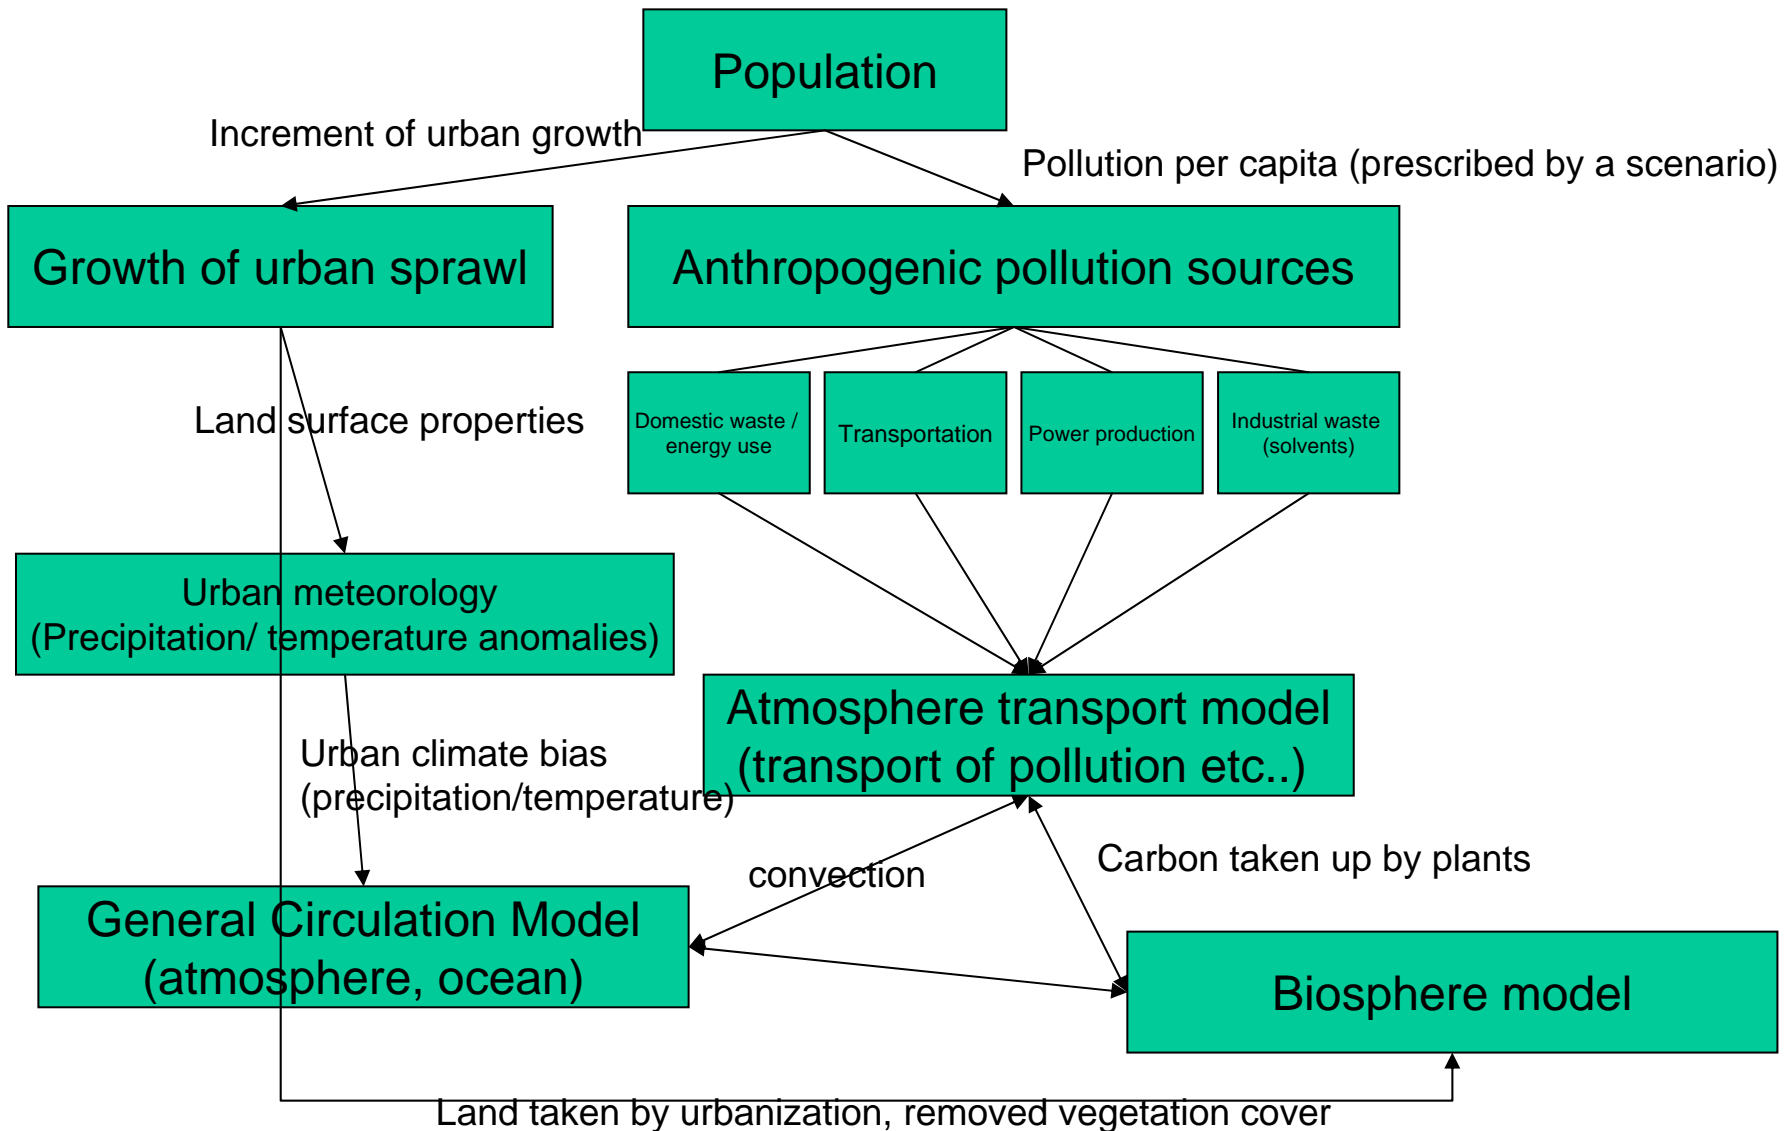 Population
Increment of urban growth
Pollution per capita (prescribed by a scenario)
Growth of urban sprawl
Anthropogenic pollution sources
Land surface properties
Domestic waste /
energy use
Transportation
Power production
Industrial waste
(solvents)
Urban meteorology
(Precipitation/ temperature anomalies)
Atmosphere transport model
(transport of pollution etc..)
Urban climate bias
(precipitation/temperature)
convection
Carbon taken up by plants
General Circulation Model
(atmosphere, ocean)
Biosphere model
Land taken by urbanization, removed vegetation cover